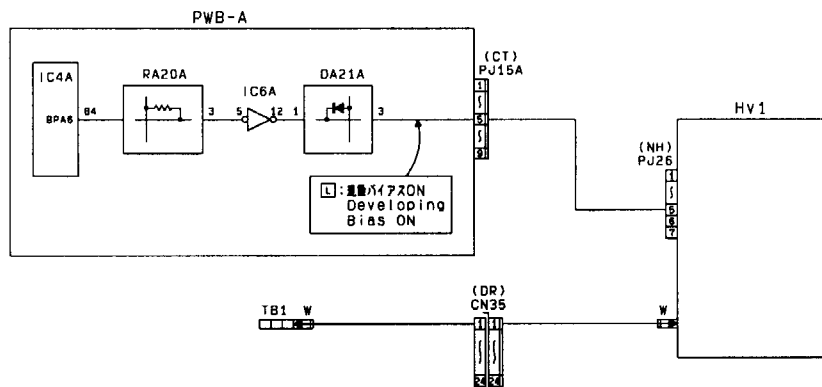 PWB-A
IC4A
BPA6
84
RA20A
3
IC6A
5
12
DA21A
1
3
(CT)
PJ15A
1
5
9
L:現像バイアスON
Developing
Bias ON
Hv1
(NH)
PJ26
1
5
6
7
TB1
W
(DR)
CN35
1
1
24
24
W